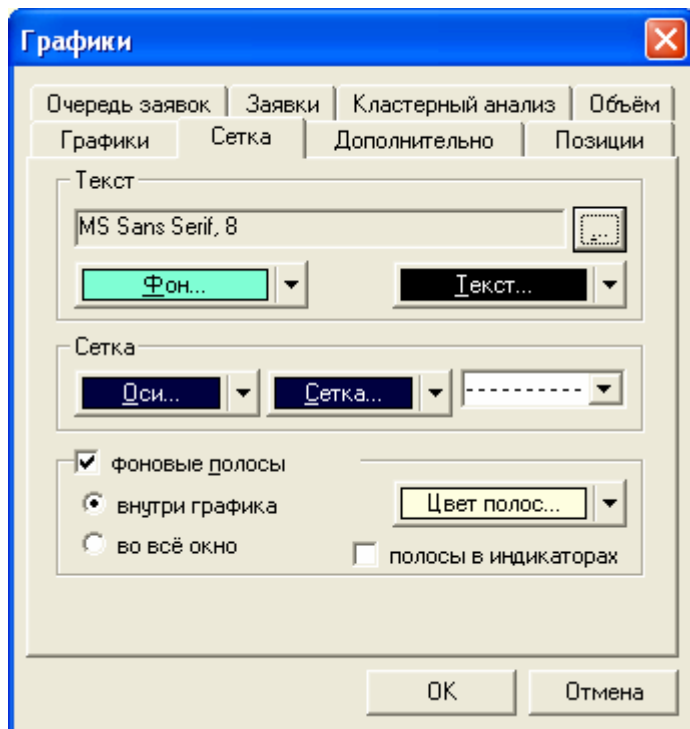 Графики
Очередь заявок Заявки Кластерный анализ Объём
Графики Сетка Дополнительно Позиции
Текст
MS Sans Serif, 8 ...
Фон... Текст...
Сетка
Оси... Сетка...
фоновые полосы
внутри графика Цвет полос...
во всё окно полосы в индикаторах
OK Отмена